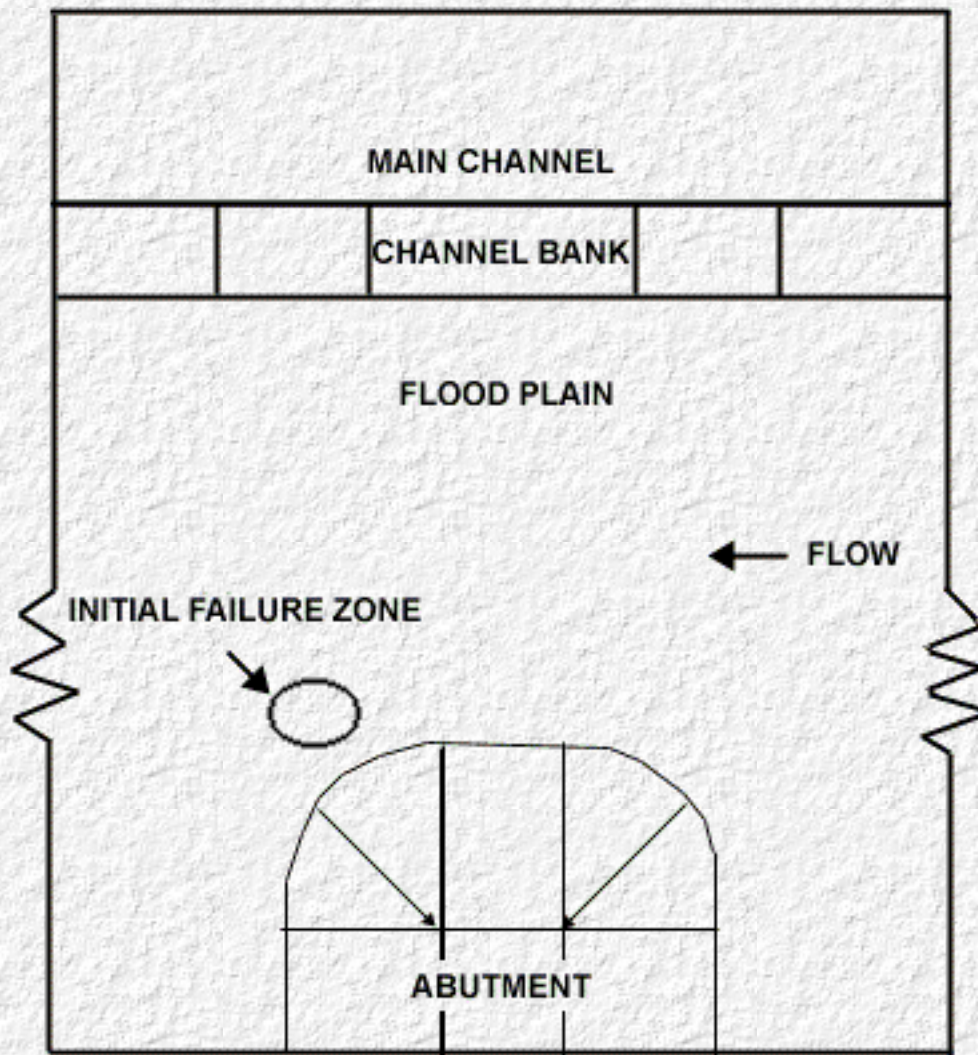 MAIN CHANNEL
CHANNEL BANK
FLOOD PLAIN
FLOW
INITIAL FAILURE ZONE
ABUTMENT